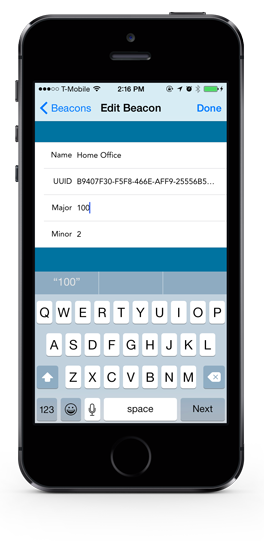 T-Mobile 2:16 PM
Beacons Edit Beacon Done
Name Home Office
UUID B9407F30-F5F8-466E-AFF9-25556B5...
Major 100
Minor 2
“100”
Q W E R T Y U I O P
A S D F G H J K L
Z X C V B N M
123 space Next